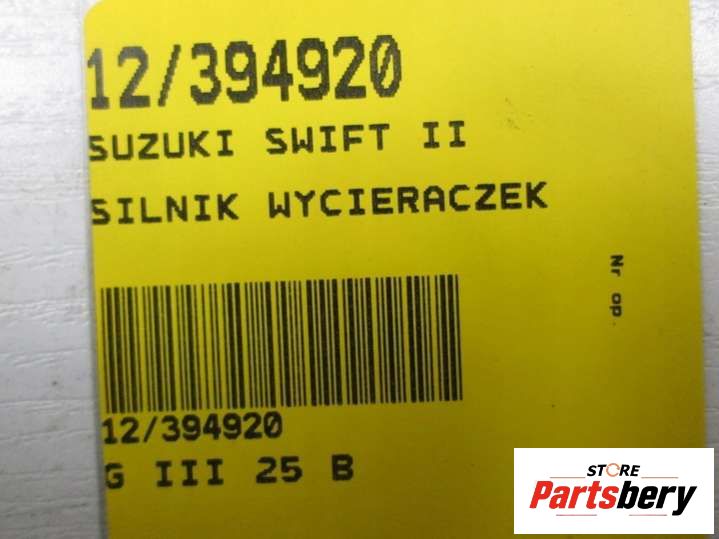 12/394920
SUZUKI SWIFT II
SILNIK WYCIERACZEK
Nr op.
12/394920
G III 25 B
STORE
Partsbery